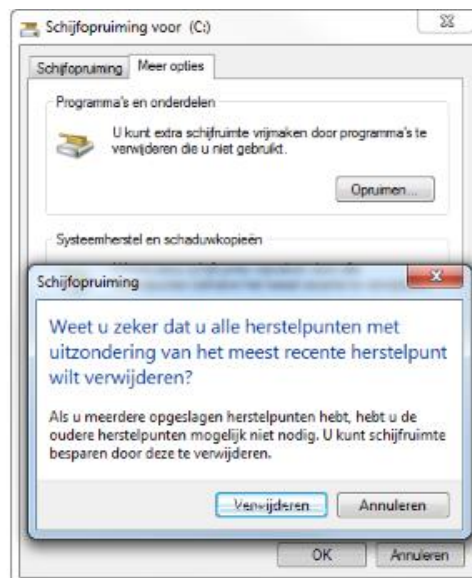 Schijfopruiming voor (C:)
Schijfopruiming
Meer opties
Programma's en onderdelen
U kunt extra schijfruimte vrijmaken door programma's te
verwijderen die u niet gebruikt.
Opruimen...
Systeemherstel en schaduwkopieën
Schijfopruiming
Weet u zeker dat u alle herstelpunten met
uitzondering van het meest recente herstelpunt
wilt verwijderen?
Als u meerdere opgeslagen herstelpunten hebt, hebt u de
oudere herstelpunten mogelijk niet nodig. U kunt schijfruimte
besparen door deze te verwijderen.
Verwijderen
Annuleren
OK
Annuleren